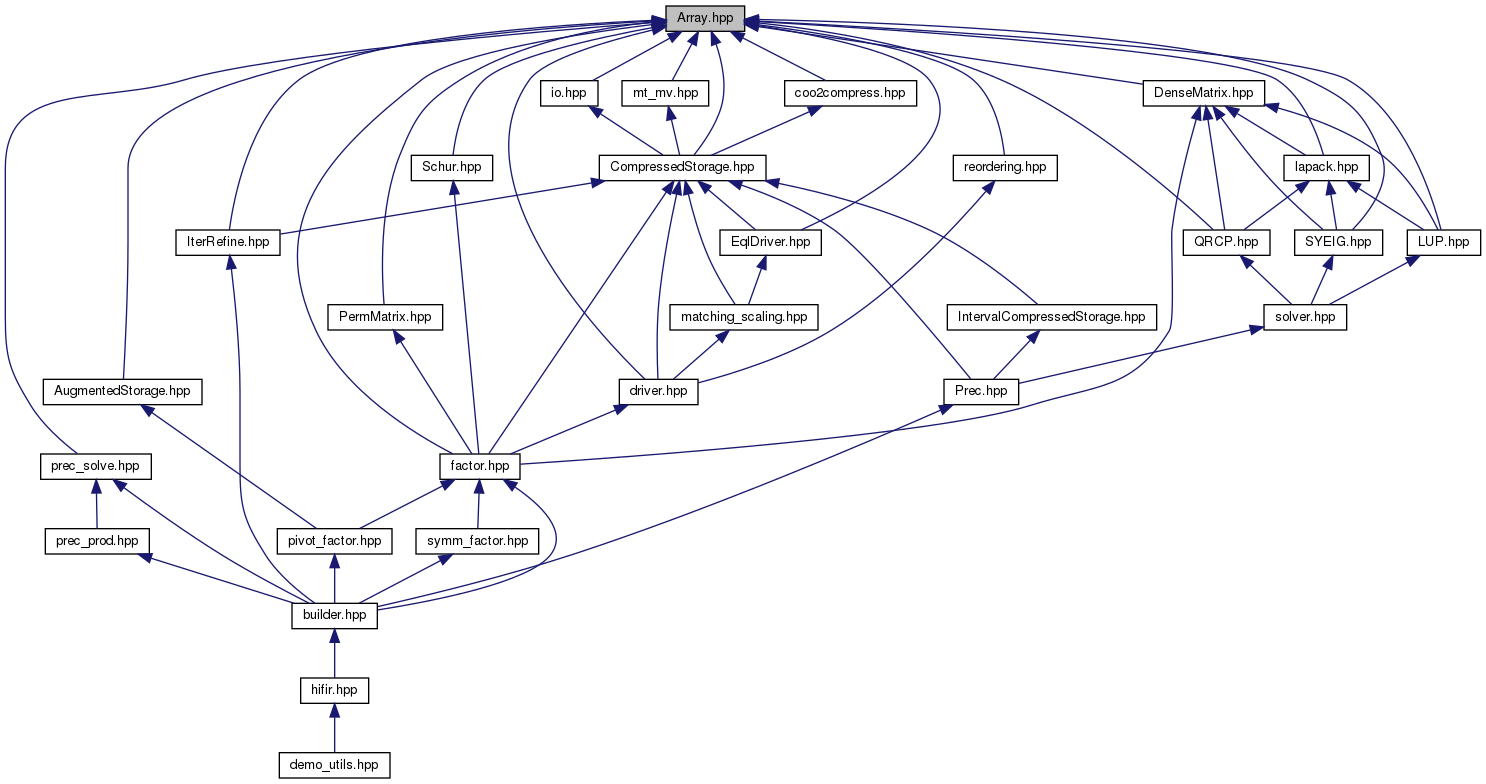 Array.hpp
io.hpp
mt_mv.hpp
coo2compress.hpp
DenseMatrix.hpp
Schur.hpp
CompressedStorage.hpp
reordering.hpp
lapack.hpp
IterRefine.hpp
EqlDriver.hpp
QRCP.hpp
SYEIG.hpp
LUP.hpp
PermMatrix.hpp
matching_scaling.hpp
IntervalCompressedStorage.hpp
solver.hpp
AugmentedStorage.hpp
driver.hpp
Prec.hpp
prec_solve.hpp
factor.hpp
prec_prod.hpp
pivot_factor.hpp
symm_factor.hpp
builder.hpp
hifir.hpp
demo_utils.hpp